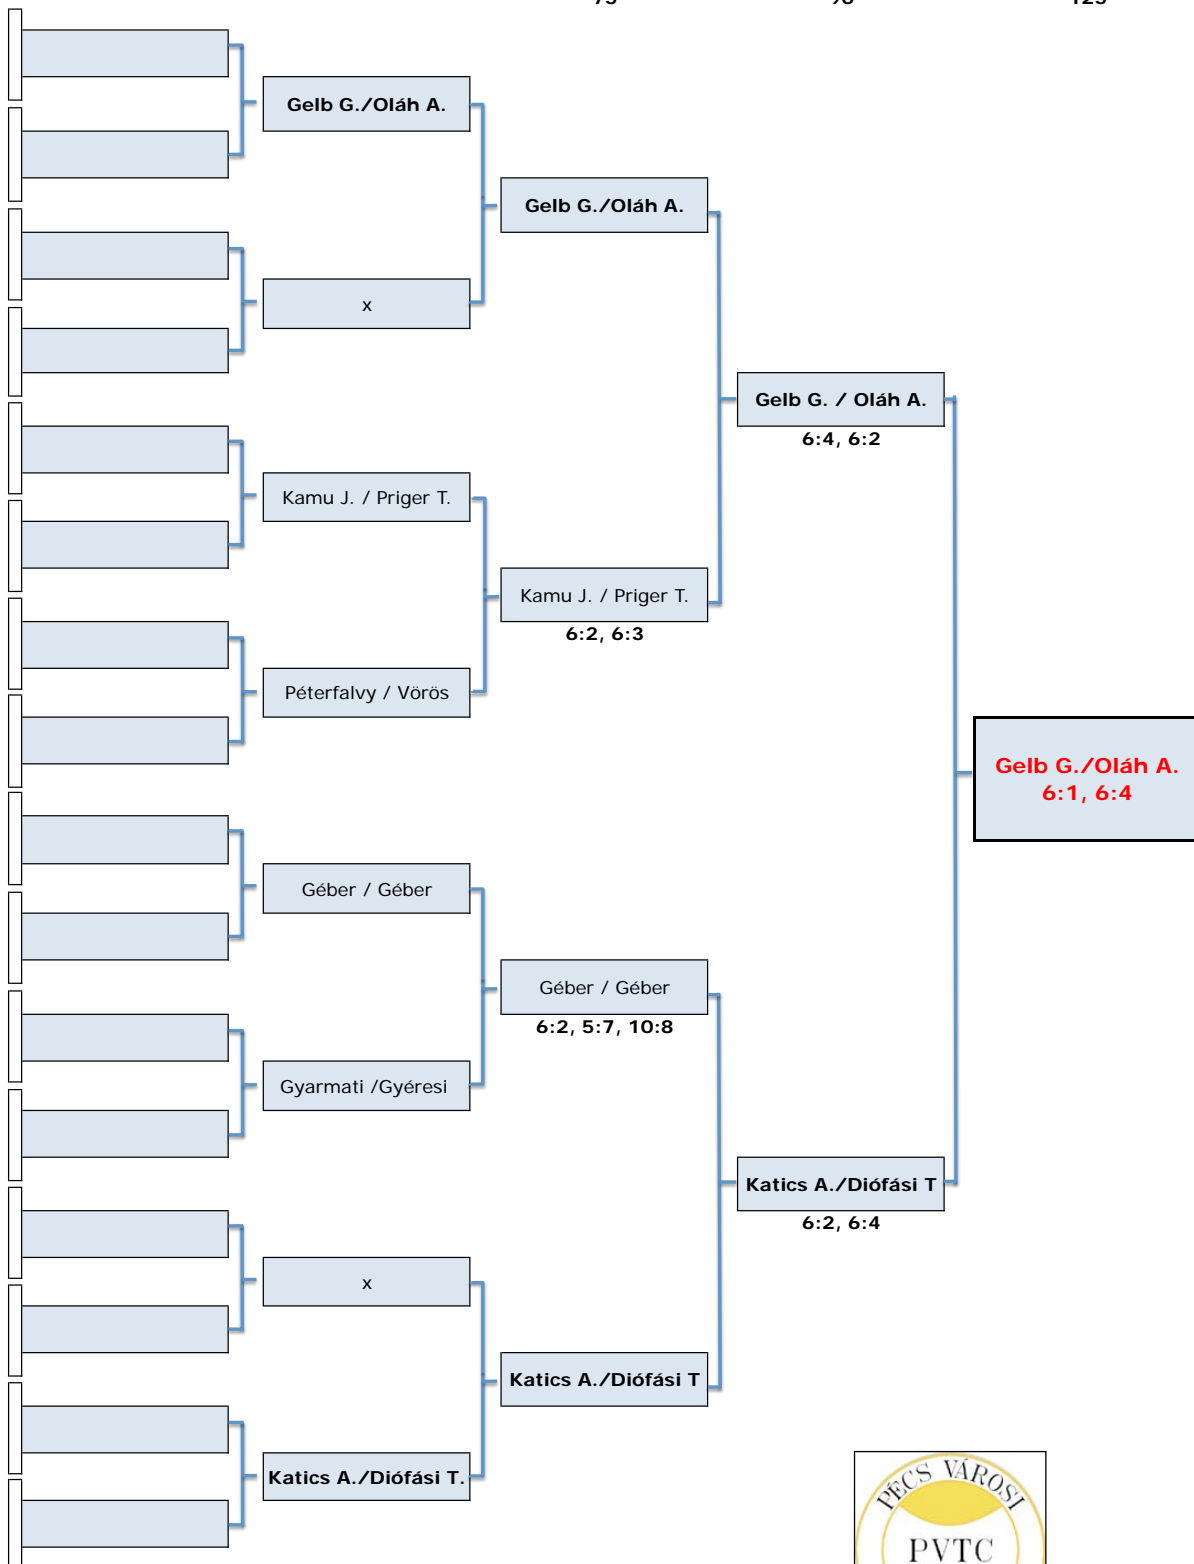 Gelb G./Oláh A.
Gelb G./Oláh A.
x
Gelb G. / Oláh A.
6:4, 6:2
Kamu J. / Priger T.
Kamu J. / Priger T.
6:2, 6:3
Péterfalvy / Vörös
Gelb G./Oláh A.
6:1, 6:4
Géber / Géber
Géber / Géber
6:2, 5:7, 10:8
Gyarmati /Gyéresi
Katics A./Diófási T
6:2, 6:4
x
Katics A./Diófási T
Katics A./Diófási T.
PÉCS VÁROSI
PVTC